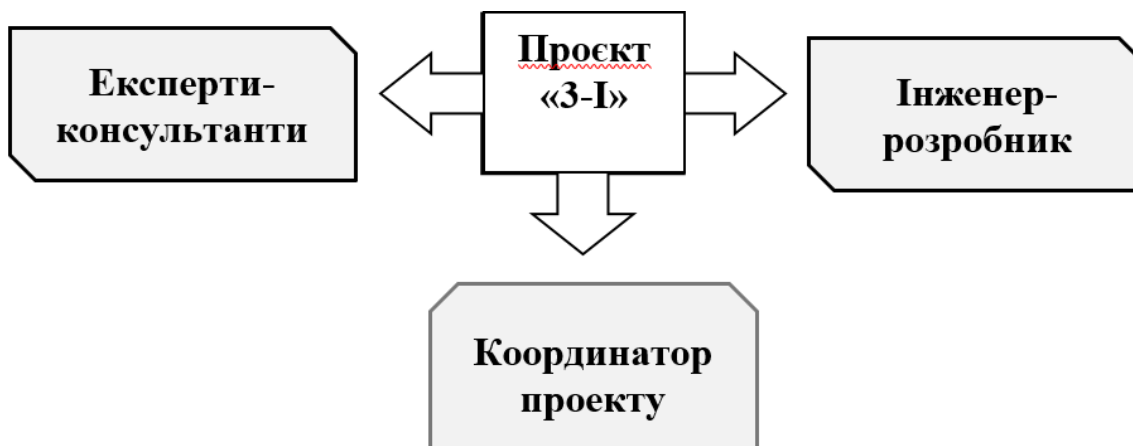 Проєкт
«3-І»
Експерти-
консультанти
Інженер-
розробник
Координатор
проекту